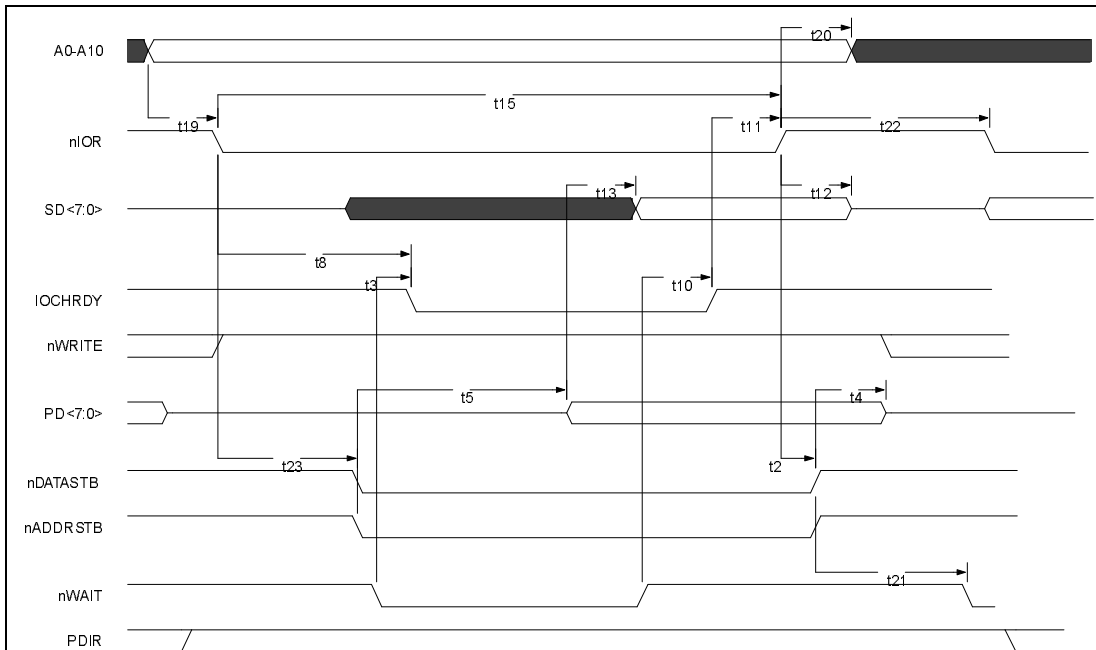 t20
A0-A10
t15
t19 t11 t22
nIOR
t13 t12
SD<7:0>
t8
t3 t10
IOCHRDY
nWRITE
t5 t4
PD<7:0>
t23 t2
nDATASTB
nADDRSTB
t21
nWAIT
PDIR